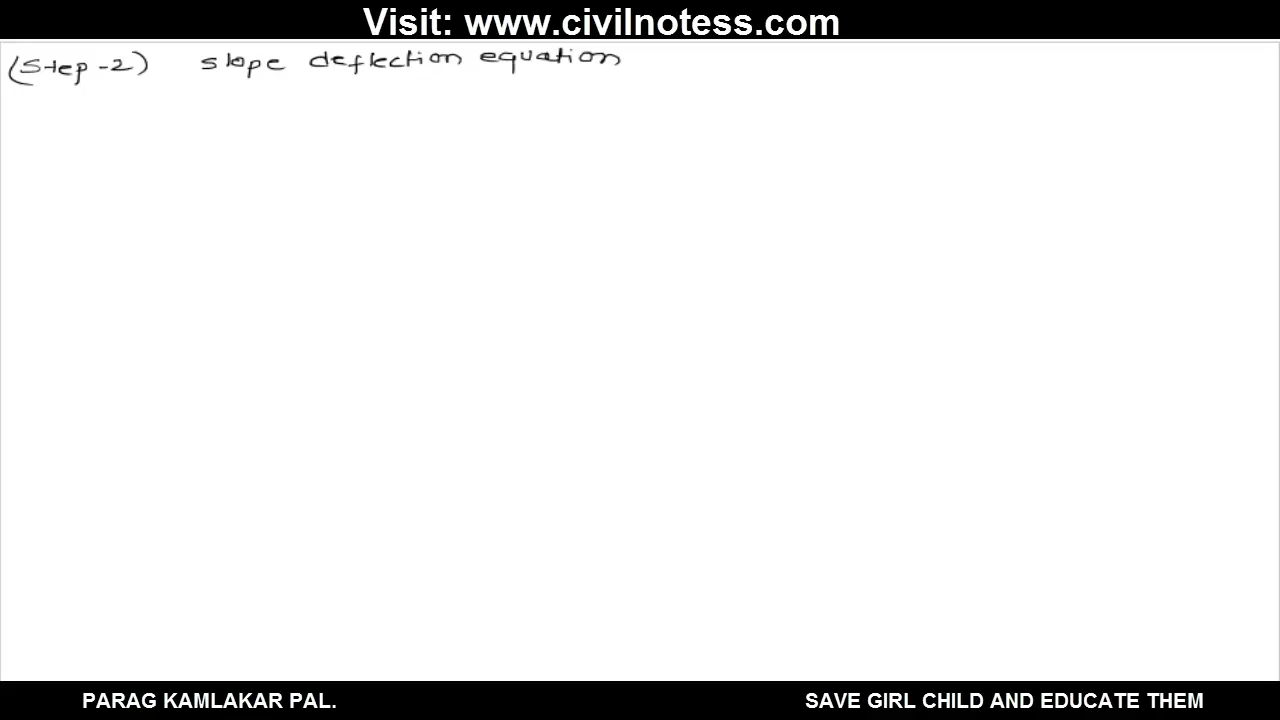 Visit: www.civilnotess.com
(Step-2) slope deflection equation
PARAG KAMLAKAR PAL.
SAVE GIRL CHILD AND EDUCATE THEM